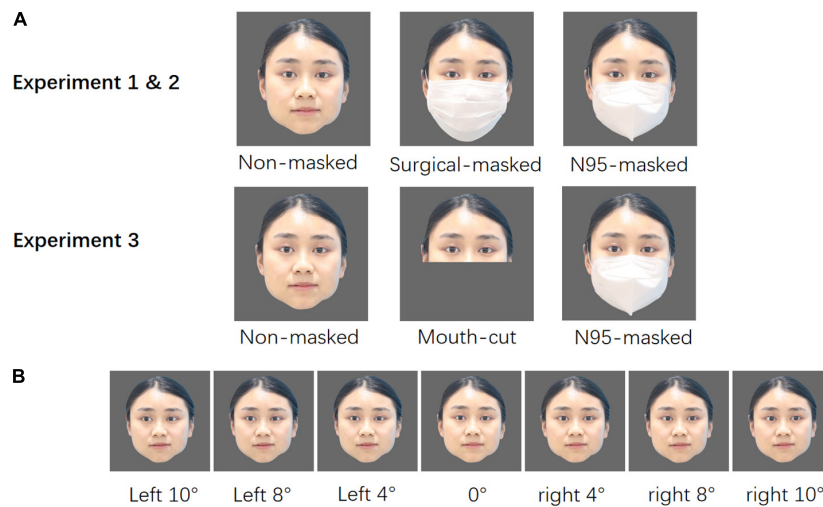 A
Experiment 1 & 2
Non-masked
Surgical-masked
N95-masked
Experiment 3
Non-masked
Mouth-cut
N95-masked
B
Left 10°
Left 8°
Left 4°
0°
right 4°
right 8°
right 10°